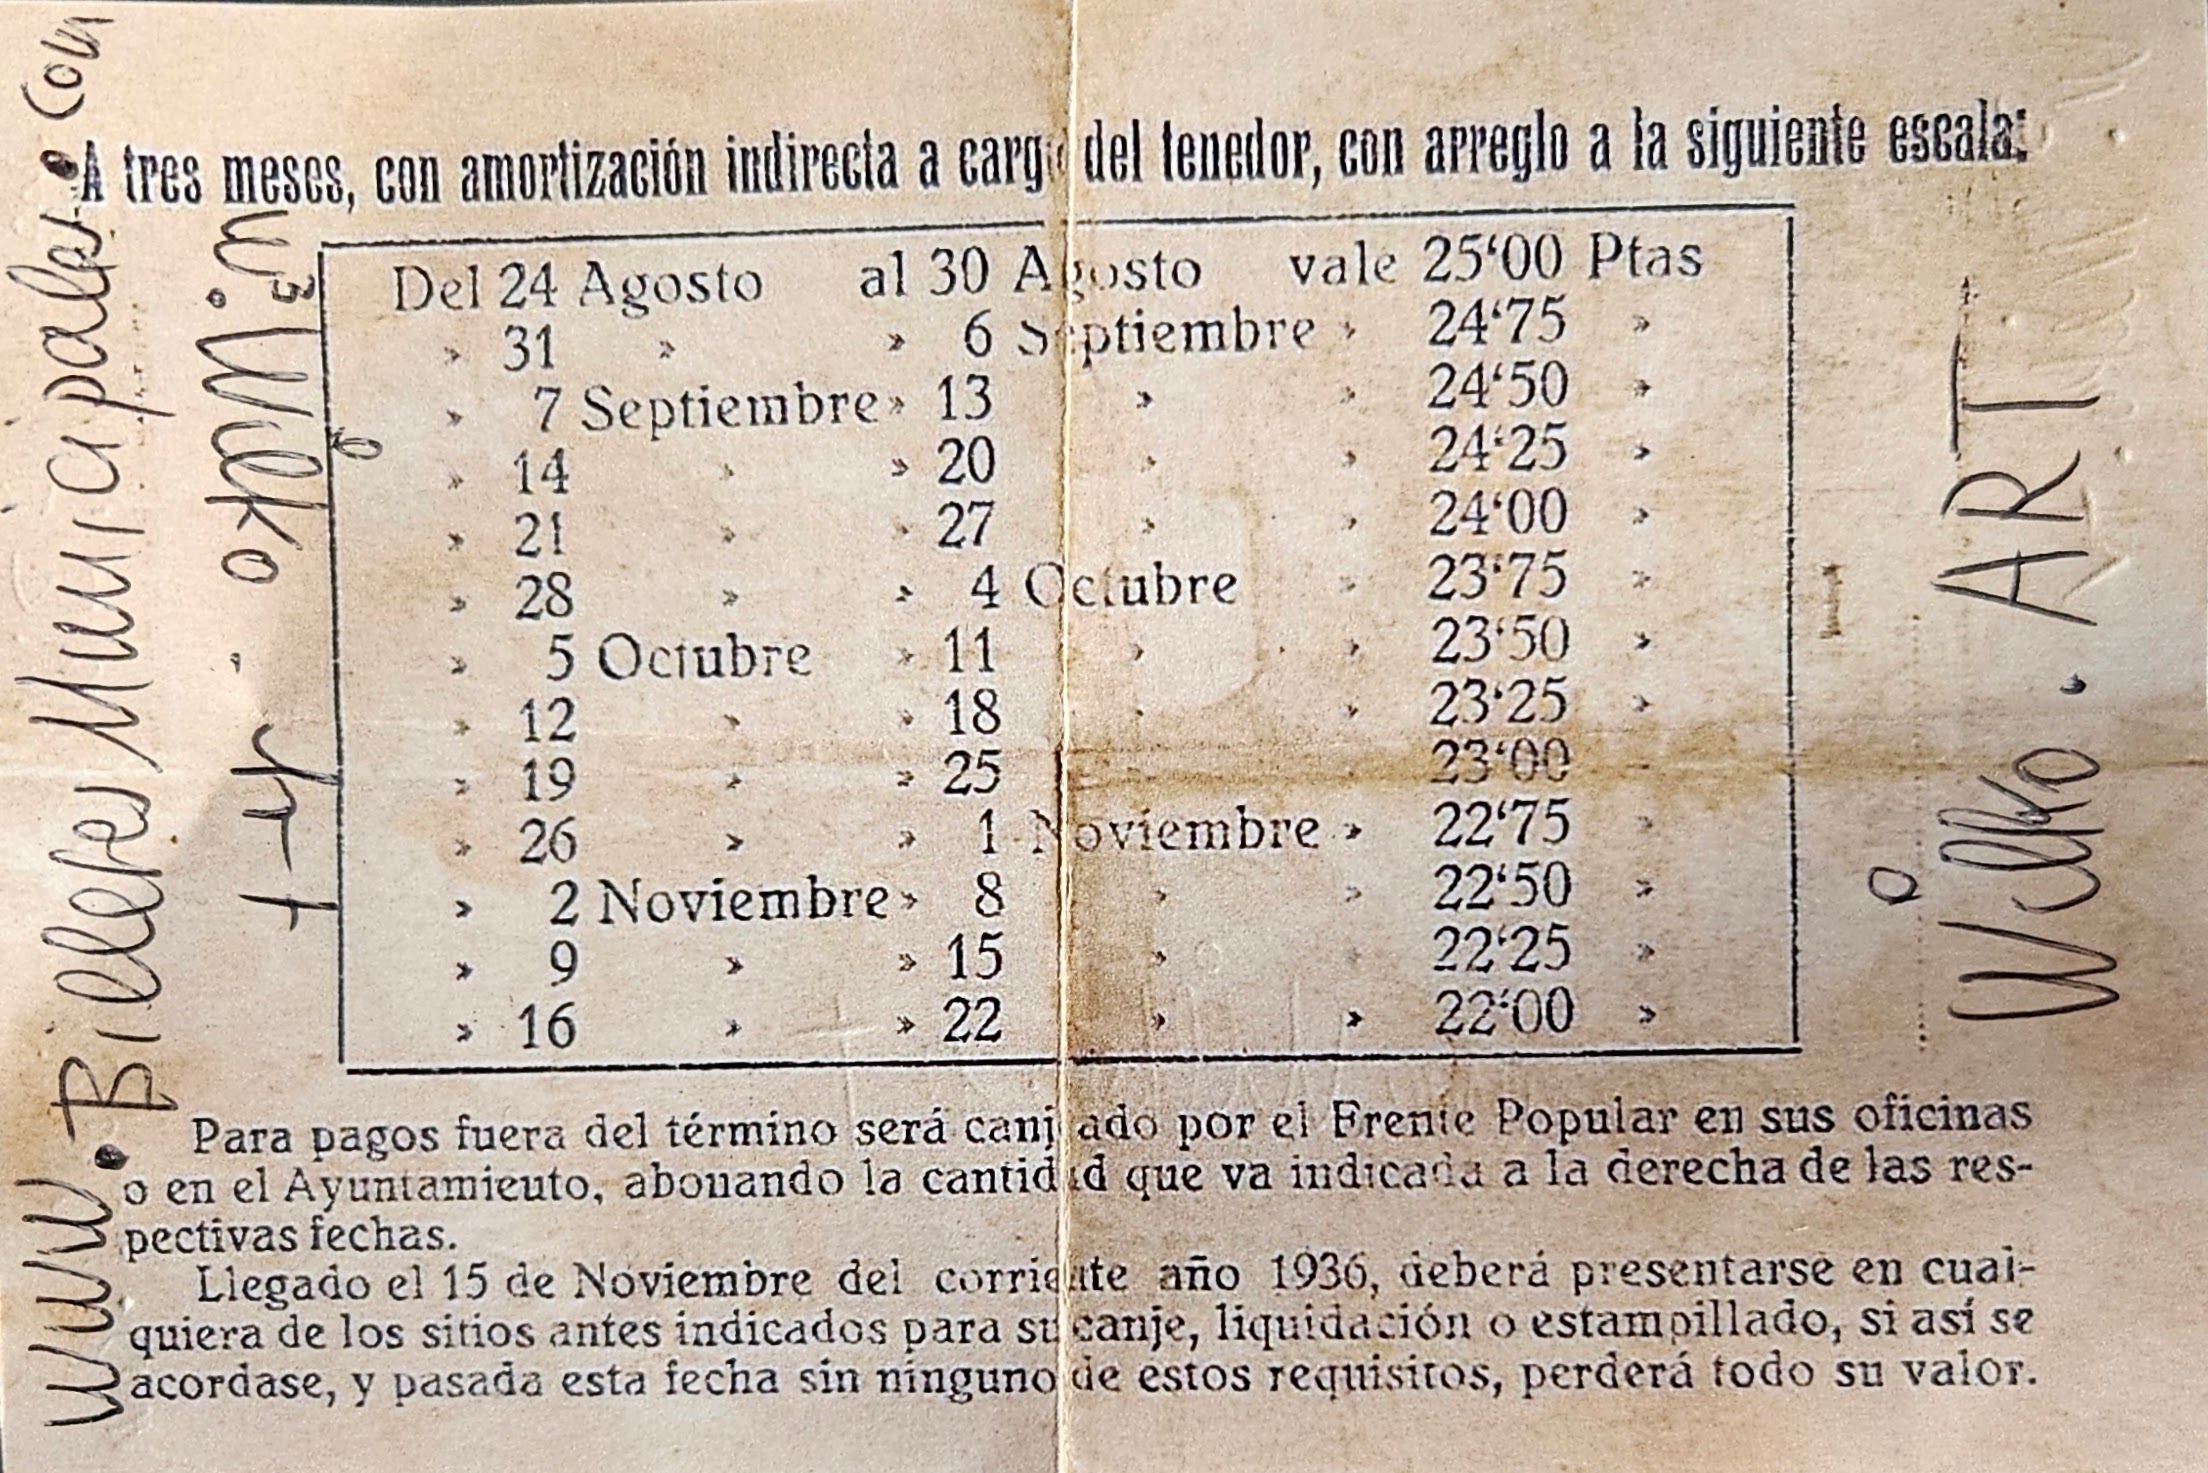 A tres meses, con amortización indirecta a cargo del tenedor, con arreglo a la siguiente escala:
Del 24 Agosto al 30 Agosto vale 25‘00 Ptas
» 31 » » 6 Septiembre » 24‘75 »
» 7 Septiembre » 13 » » 24‘50 »
» 14 » » 20 » » 24‘25 »
» 21 » » 27 » » 24‘00 »
» 28 » » 4 Octubre » 23‘75 »
» 5 Octubre » 11 » » 23‘50 »
» 12 » » 18 » » 23‘25 »
» 19 » » 25 » 23‘00
» 26 » » 1 Noviembre » 22‘75 »
» 2 Noviembre » 8 » » 22‘50 »
» 9 » » 15 » 22‘25 »
» 16 » » 22 » » 22‘00 »
Para pagos fuera del término será canjeado por el Frente Popular en sus oficinas
o en el Ayuntamiento, abonando la cantidad que va indicada a la derecha de las res-
pectivas fechas.
Llegado el 15 de Noviembre del corriente año 1936, deberá presentarse en cual-
quiera de los sitios antes indicados para su canje, liquidación o estampillado, si así se
acordase, y pasada esta fecha sin ninguno de estos requisitos, perderá todo su valor.
www.Billetes Municipales.com
Wilko.ART